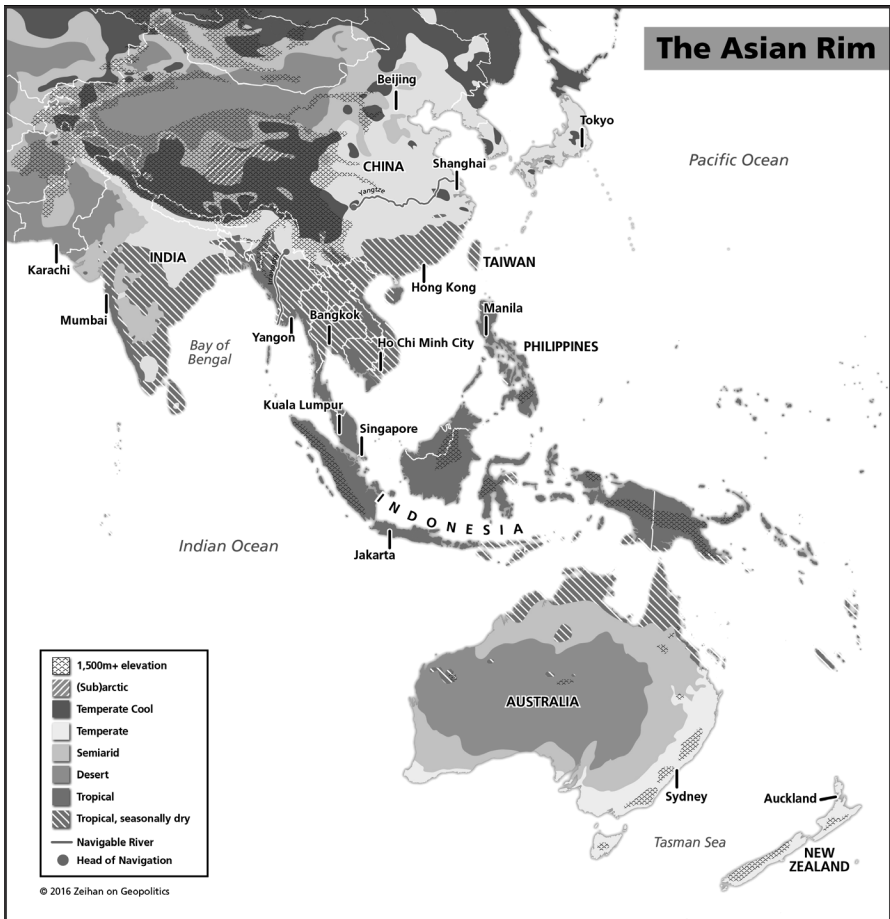 The Asian Rim
Beijing
Tokyo
Pacific Ocean
CHINA
Shanghai
Yangtze
INDIA
TAIWAN
Karachi
Hong Kong
Mumbai
Manila
Bangkok
Yangon
Bay of
Bengal
Ho Chi Minh City
PHILIPPINES
Kuala Lumpur
Singapore
INDONESIA
Indian Ocean
Jakarta
1,500m+ elevation
(Sub)arctic
Temperate Cool
Temperate
Semiarid
Desert
Tropical
Tropical, seasonally dry
Navigable River
Head of Navigation
AUSTRALIA
Sydney
Auckland
Tasman Sea
NEW
ZEALAND
© 2016 Zeihan on Geopolitics